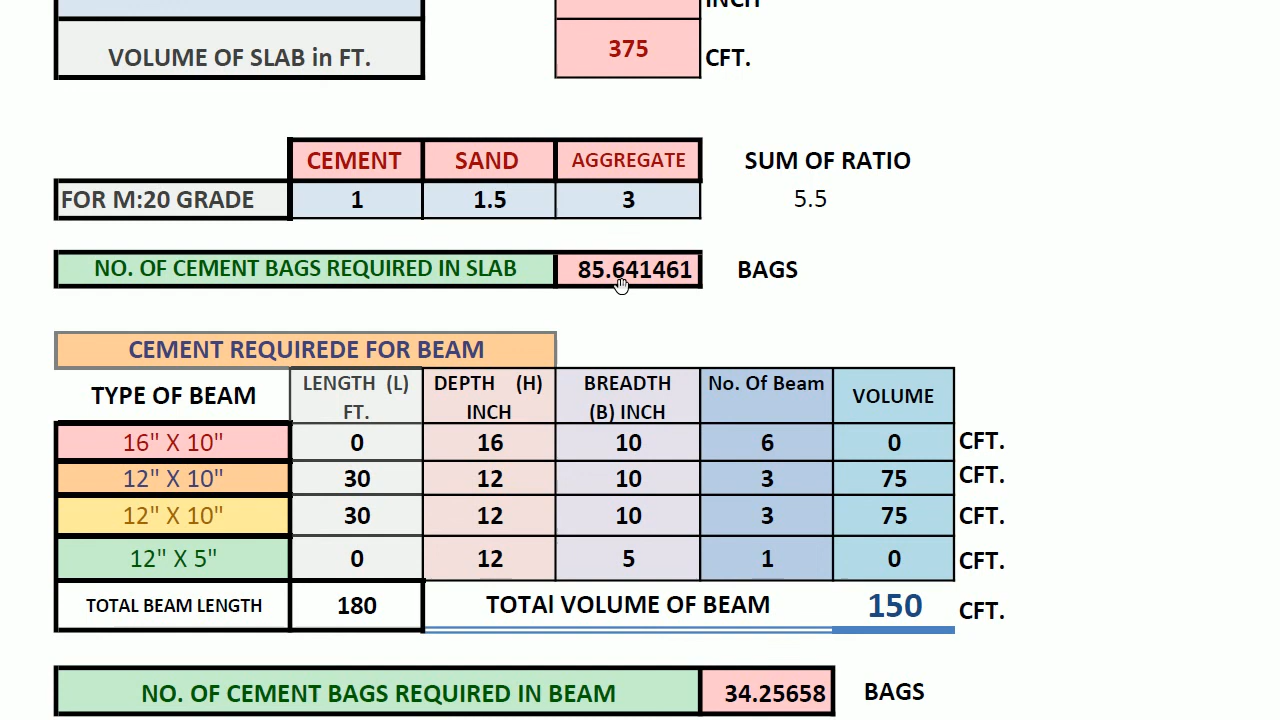 INCH
VOLUME OF SLAB in FT. 375 CFT.
CEMENT SAND AGGREGATE SUM OF RATIO
FOR M:20 GRADE 1 1.5 3 5.5
NO. OF CEMENT BAGS REQUIRED IN SLAB 85.641461 BAGS
CEMENT REQUIREDE FOR BEAM
TYPE OF BEAM LENGTH (L) FT. DEPTH (H) INCH BREADTH (B) INCH No. Of Beam VOLUME
16" X 10" 0 16 10 6 0 CFT.
12" X 10" 30 12 10 3 75 CFT.
12" X 10" 30 12 10 3 75 CFT.
12" X 5" 0 12 5 1 0 CFT.
TOTAL BEAM LENGTH 180 TOTAl VOLUME OF BEAM 150 CFT.
NO. OF CEMENT BAGS REQUIRED IN BEAM 34.25658 BAGS